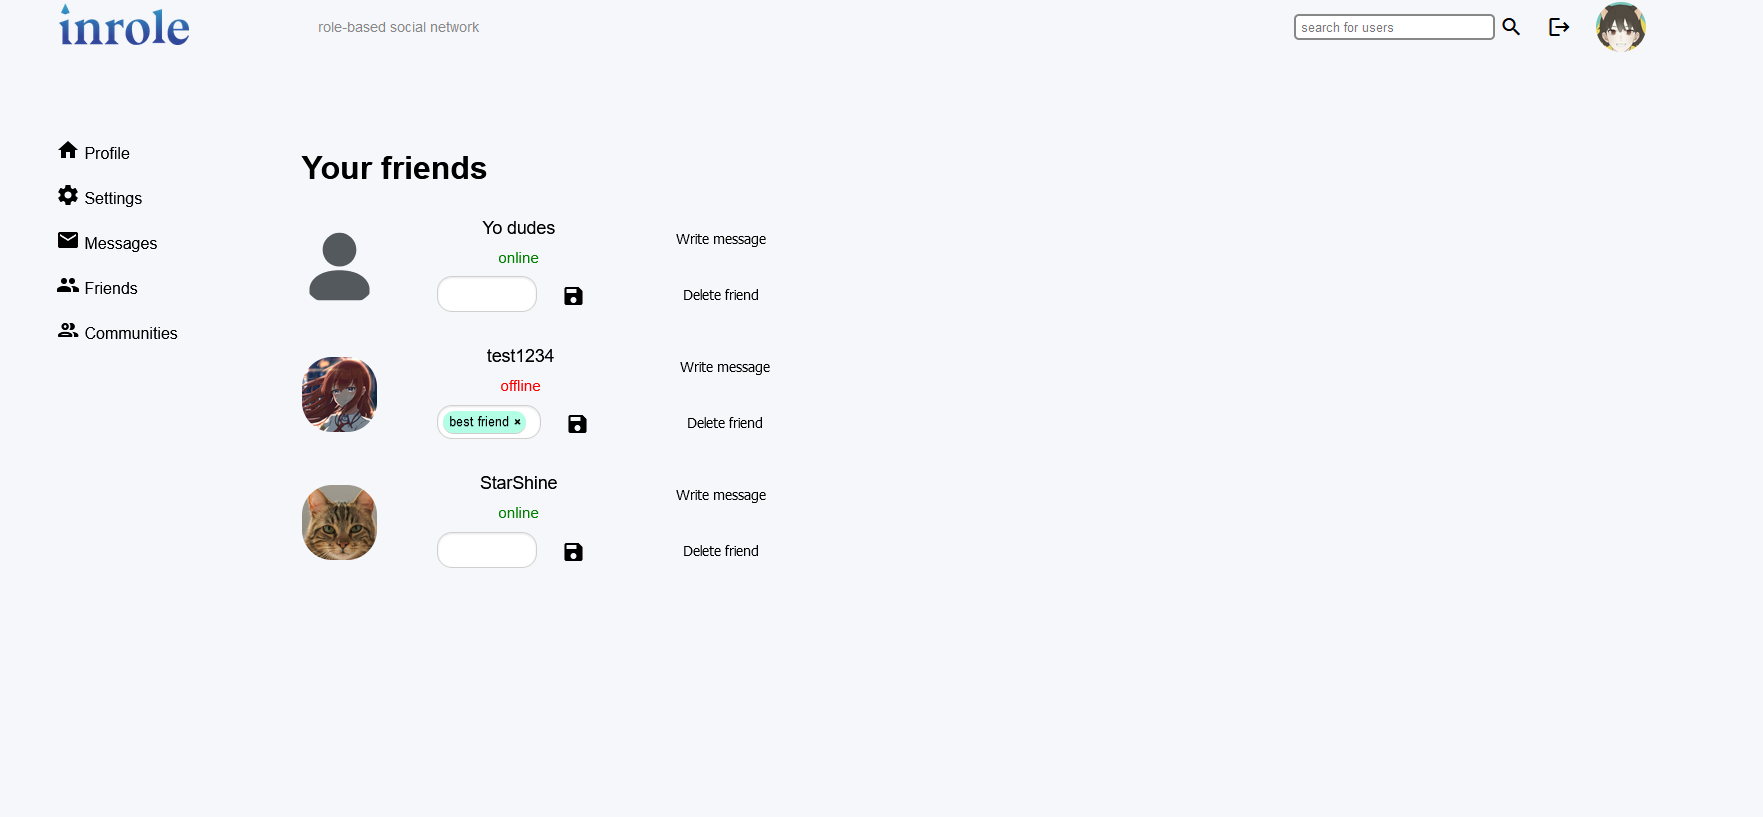 inrole
role-based social network
search for users
Profile
Settings
Messages
Friends
Communities
Your friends
Yo dudes
online
Write message
Delete friend
test1234
offline
best friend ×
Write message
Delete friend
StarShine
online
Write message
Delete friend